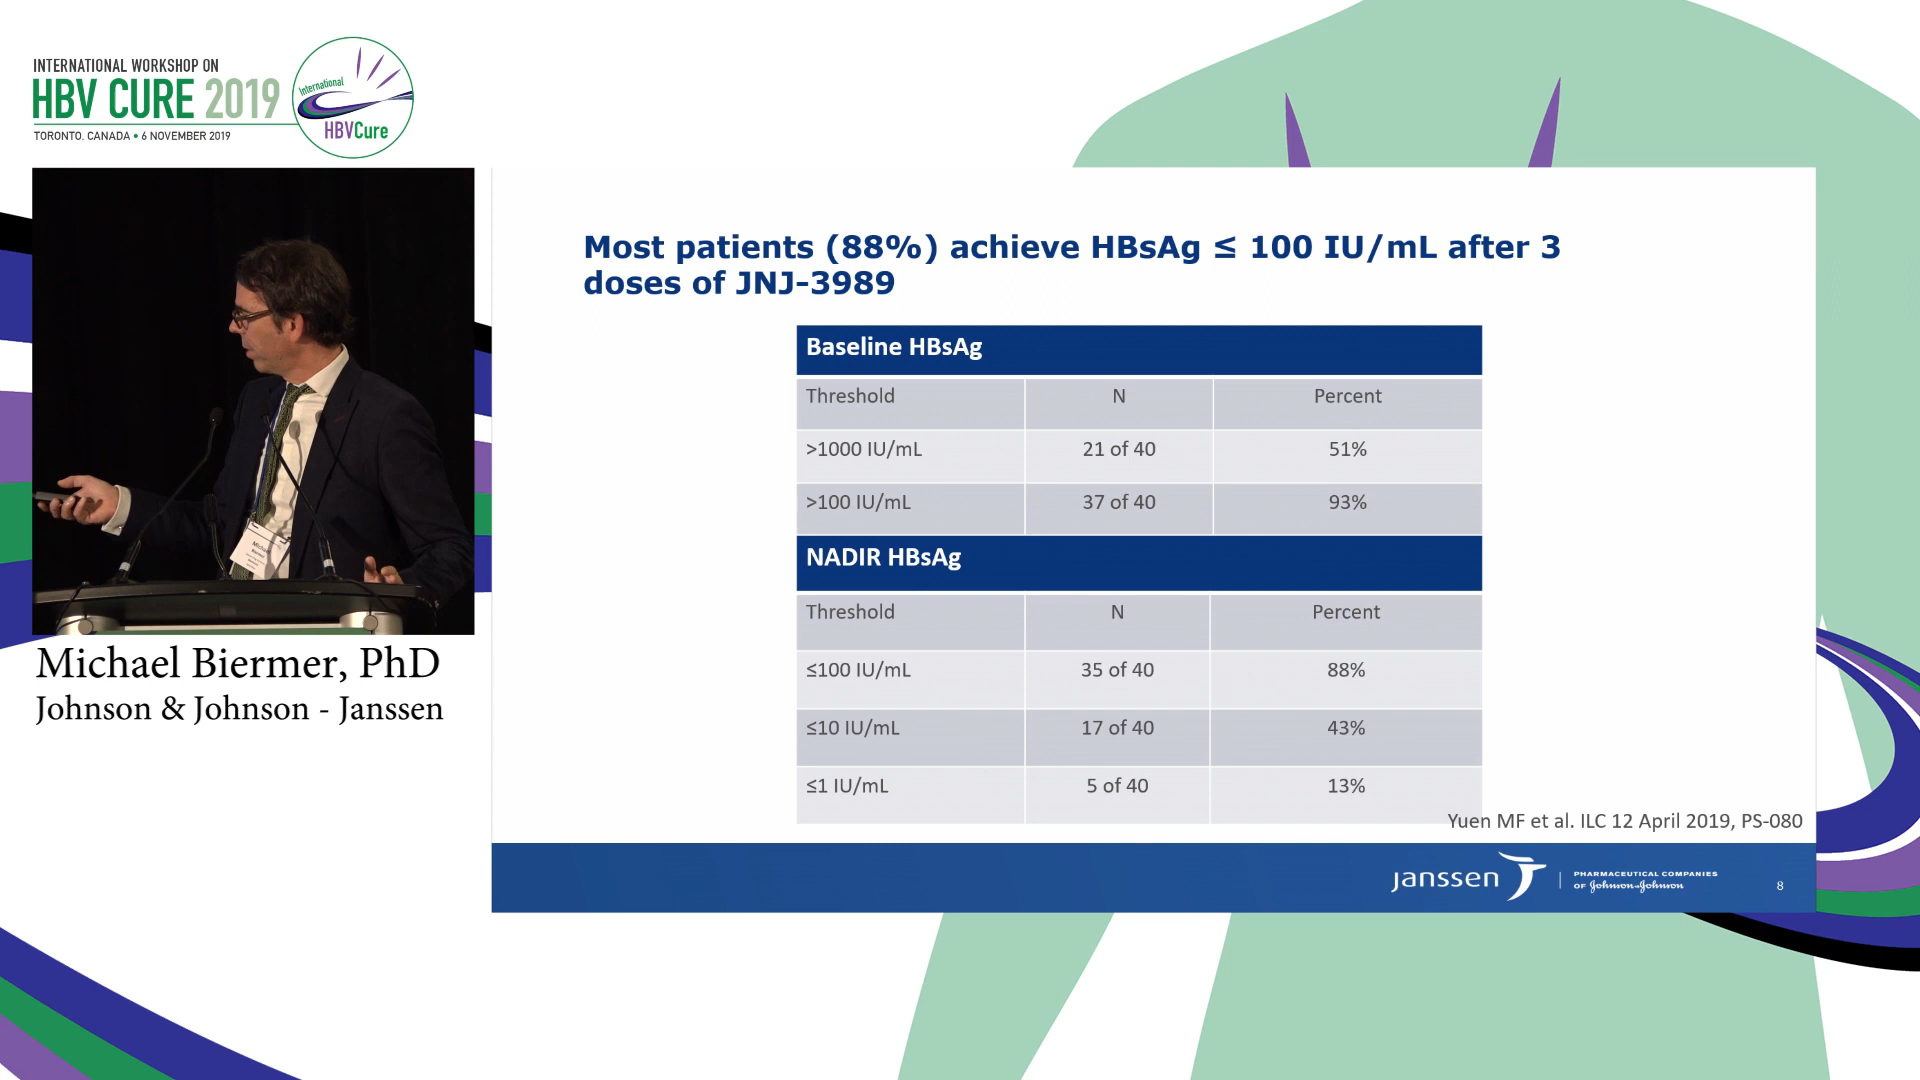 INTERNATIONAL WORKSHOP ON
HBV CURE 2019
TORONTO, CANADA • 6 NOVEMBER 2019
International
HBVCure
Michael
Biermer
Michael Biermer, PhD
Johnson & Johnson - Janssen
Most patients (88%) achieve HBsAg ≤ 100 IU/mL after 3
doses of JNJ-3989
Baseline HBsAg
Threshold N Percent
>1000 IU/mL 21 of 40 51%
>100 IU/mL 37 of 40 93%
NADIR HBsAg
Threshold N Percent
≤100 IU/mL 35 of 40 88%
≤10 IU/mL 17 of 40 43%
≤1 IU/mL 5 of 40 13%
Yuen MF et al. ILC 12 April 2019, PS-080
janssen
PHARMACEUTICAL COMPANIES
OF Johnson & Johnson
8